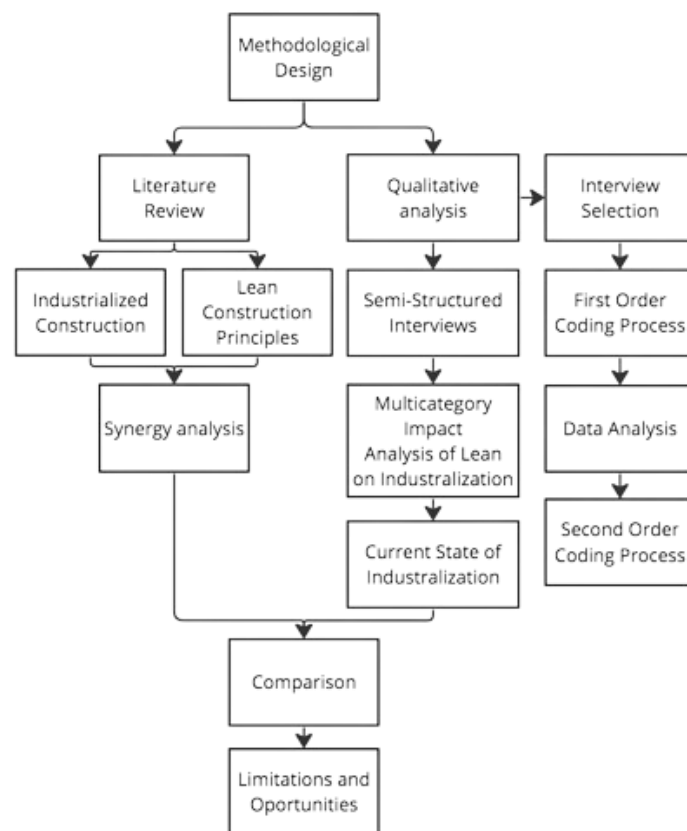 Methodological
Design
Literature
Review
Qualitative
analysis
Interview
Selection
Industrialized
Construction
Lean
Construction
Principles
Semi-Structured
Interviews
First Order
Coding Process
Synergy analysis
Multicategory
Impact
Analysis of Lean
on Industralization
Data Analysis
Current State of
Industralization
Second Order
Coding Process
Comparison
Limitations and
Oportunities